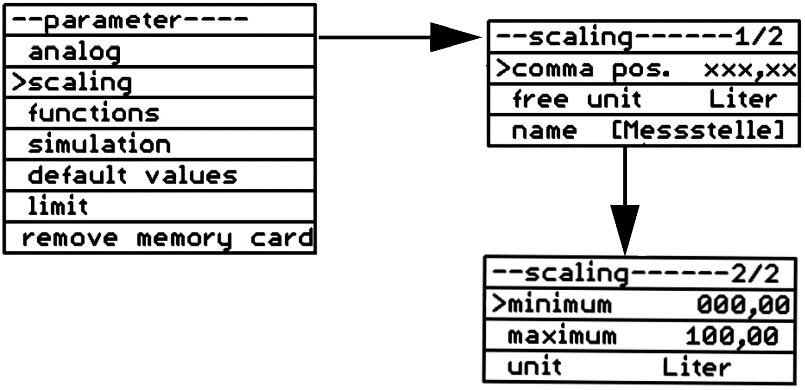 --parameter----
analog
>scaling
functions
simulation
default values
limit
remove memory card
--scaling------1/2
>comma pos. xxx,xx
free unit Liter
name [Messstelle]
--scaling------2/2
>minimum 000,00
maximum 100,00
unit Liter